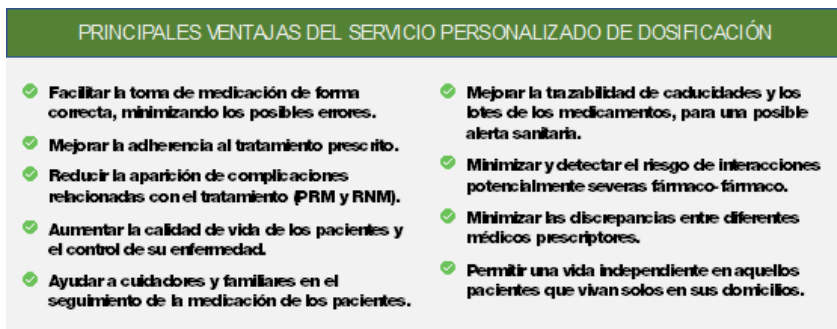 PRINCIPALES VENTAJAS DEL SERVICIO PERSONALIZADO DE DOSIFICACIÓN
Facilitar la toma de medicación de forma
correcta, minimizando los posibles errores.
Mejorar la adherencia al tratamiento prescrito.
Reducir la aparición de complicaciones
relacionadas con el tratamiento (PRM y RNM).
Aumentar la calidad de vida de los pacientes y
el control de su enfermedad.
Ayudar a cuidadores y familiares en el
seguimiento de la medicación de los pacientes.
Mejorar la trazabilidad de caducidades y los
lotes de los medicamentos, para una posible
alerta sanitaria.
Minimizar y detectar el riesgo de interacciones
potencialmente severas fármaco-fármaco.
Minimizar las discrepancias entre diferentes
médicos prescriptores.
Permitir una vida independiente en aquellos
pacientes que vivan solos en sus domicilios.